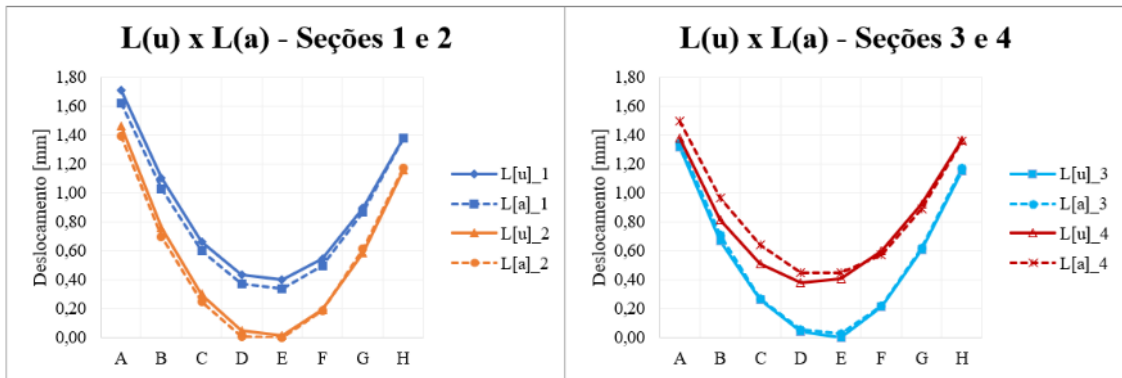 L(u) x L(a) - Seções 1 e 2
Deslocamento [mm]
1,80
1,60
1,40
1,20
1,00
0,80
0,60
0,40
0,20
0,00
A B C D E F G H
L[u]_1
L[a]_1
L[u]_2
L[a]_2
L(u) x L(a) - Seções 3 e 4
Deslocamento [mm]
1,80
1,60
1,40
1,20
1,00
0,80
0,60
0,40
0,20
0,00
A B C D E F G H
L[u]_3
L[a]_3
L[u]_4
L[a]_4